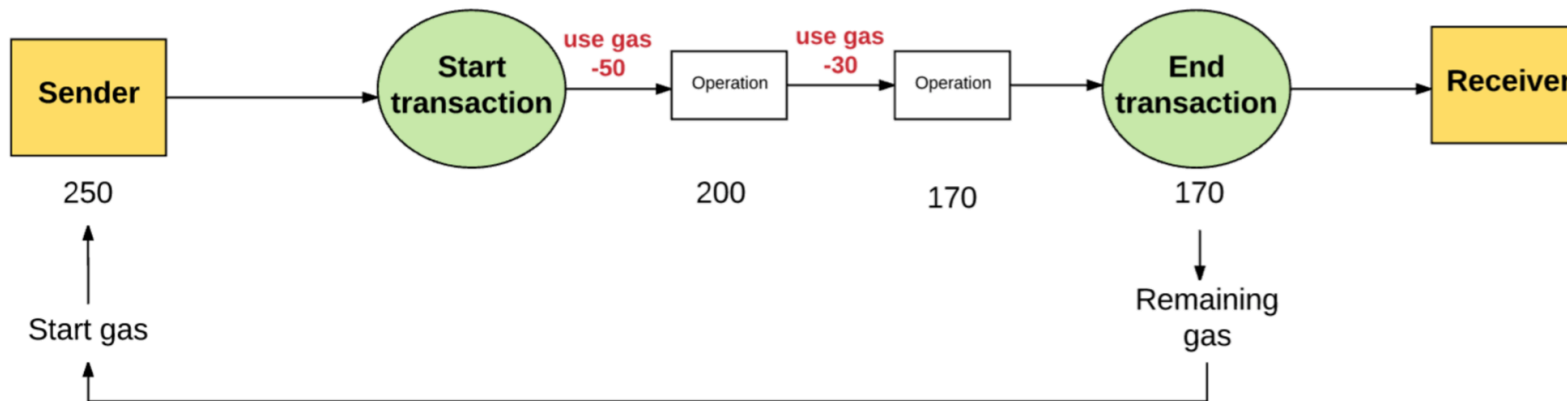 Sender
Start
transaction
use gas
-50
Operation
use gas
-30
Operation
End
transaction
Receiver
250
200
170
170
Start gas
Remaining
gas